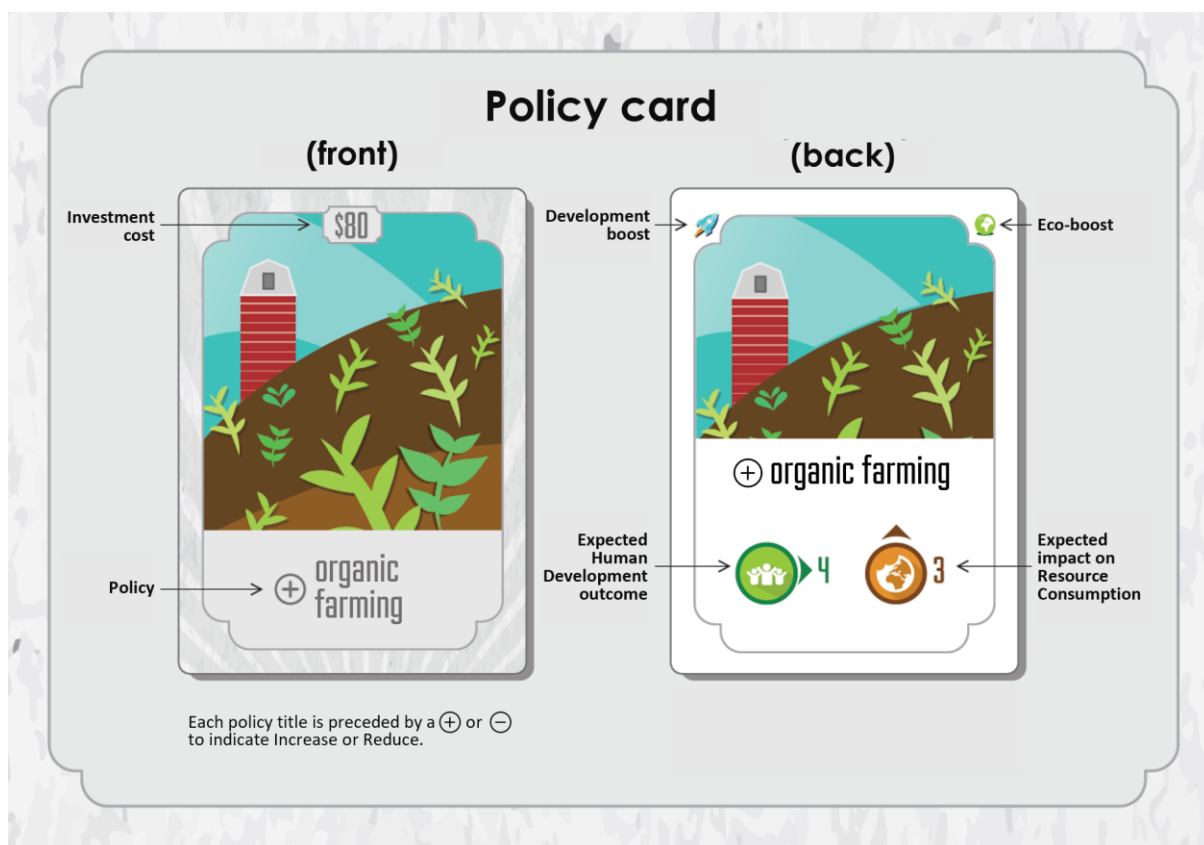 Policy card
(front)
(back)
Investment
cost
$80
Policy
⊕ organic
farming
Each policy title is preceded by a ⊕ or ⊖
to indicate Increase or Reduce.
Development
boost
Eco-boost
⊕ organic farming
Expected
Human
Development
outcome
4
3
Expected
impact on
Resource
Consumption